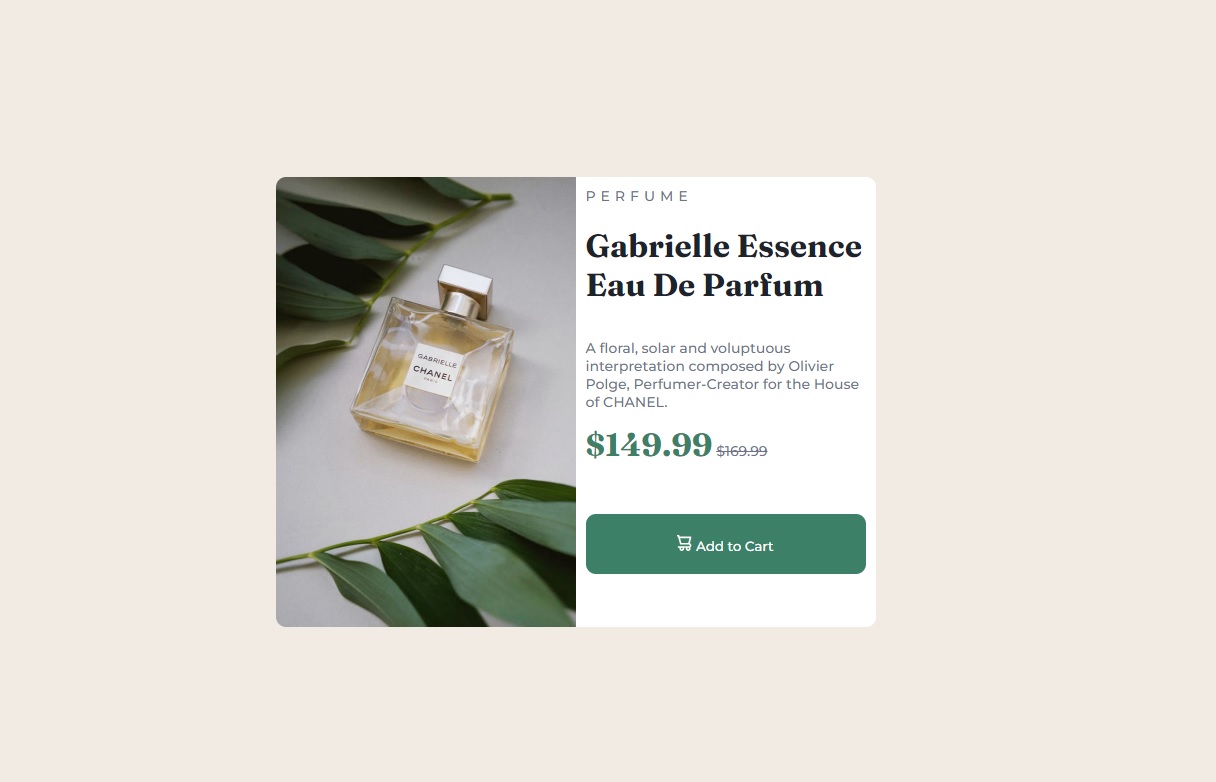 GABRIELLE
CHANEL
PARIS
PERFUME
Gabrielle Essence
Eau De Parfum
A floral, solar and voluptuous
interpretation composed by Olivier
Polge, Perfumer-Creator for the House
of CHANEL.
$149.99 $169.99
Add to Cart